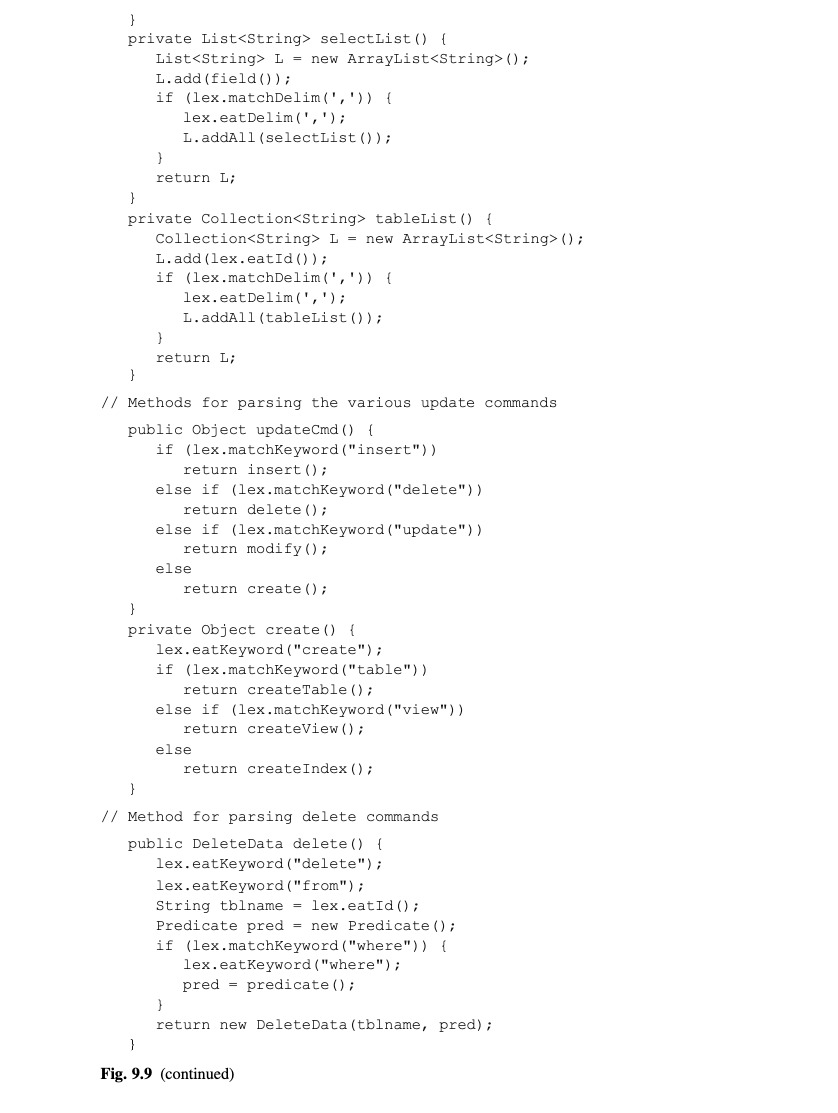 }
   private List<String> selectList() {
      List<String> L = new ArrayList<String>();
      L.add(field());
      if (lex.matchDelim(',')) {
         lex.eatDelim(',');
         L.addAll(selectList());
      }
      return L;
   }
   private Collection<String> tableList() {
      Collection<String> L = new ArrayList<String>();
      L.add(lex.eatId());
      if (lex.matchDelim(',')) {
         lex.eatDelim(',');
         L.addAll(tableList());
      }
      return L;
   }
// Methods for parsing the various update commands
   public Object updateCmd() {
      if (lex.matchKeyword("insert"))
         return insert();
      else if (lex.matchKeyword("delete"))
         return delete();
      else if (lex.matchKeyword("update"))
         return modify();
      else
         return create();
   }
   private Object create() {
      lex.eatKeyword("create");
      if (lex.matchKeyword("table"))
         return createTable();
      else if (lex.matchKeyword("view"))
         return createView();
      else
         return createIndex();
   }
// Method for parsing delete commands
   public DeleteData delete() {
      lex.eatKeyword("delete");
      lex.eatKeyword("from");
      String tblname = lex.eatId();
      Predicate pred = new Predicate();
      if (lex.matchKeyword("where")) {
         lex.eatKeyword("where");
         pred = predicate();
      }
      return new DeleteData(tblname, pred);
   }
Fig. 9.9 (continued)